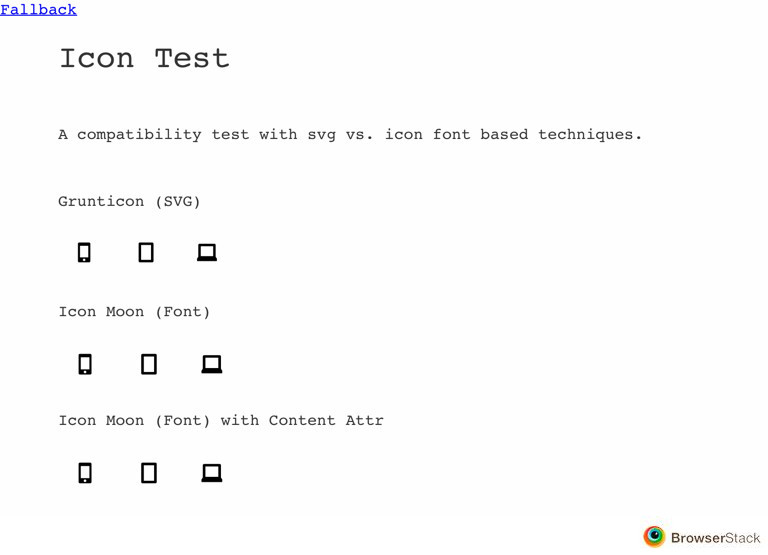 Fallback
Icon Test
A compatibility test with svg vs. icon font based techniques.
Grunticon (SVG)
Icon Moon (Font)
Icon Moon (Font) with Content Attr
BrowserStack